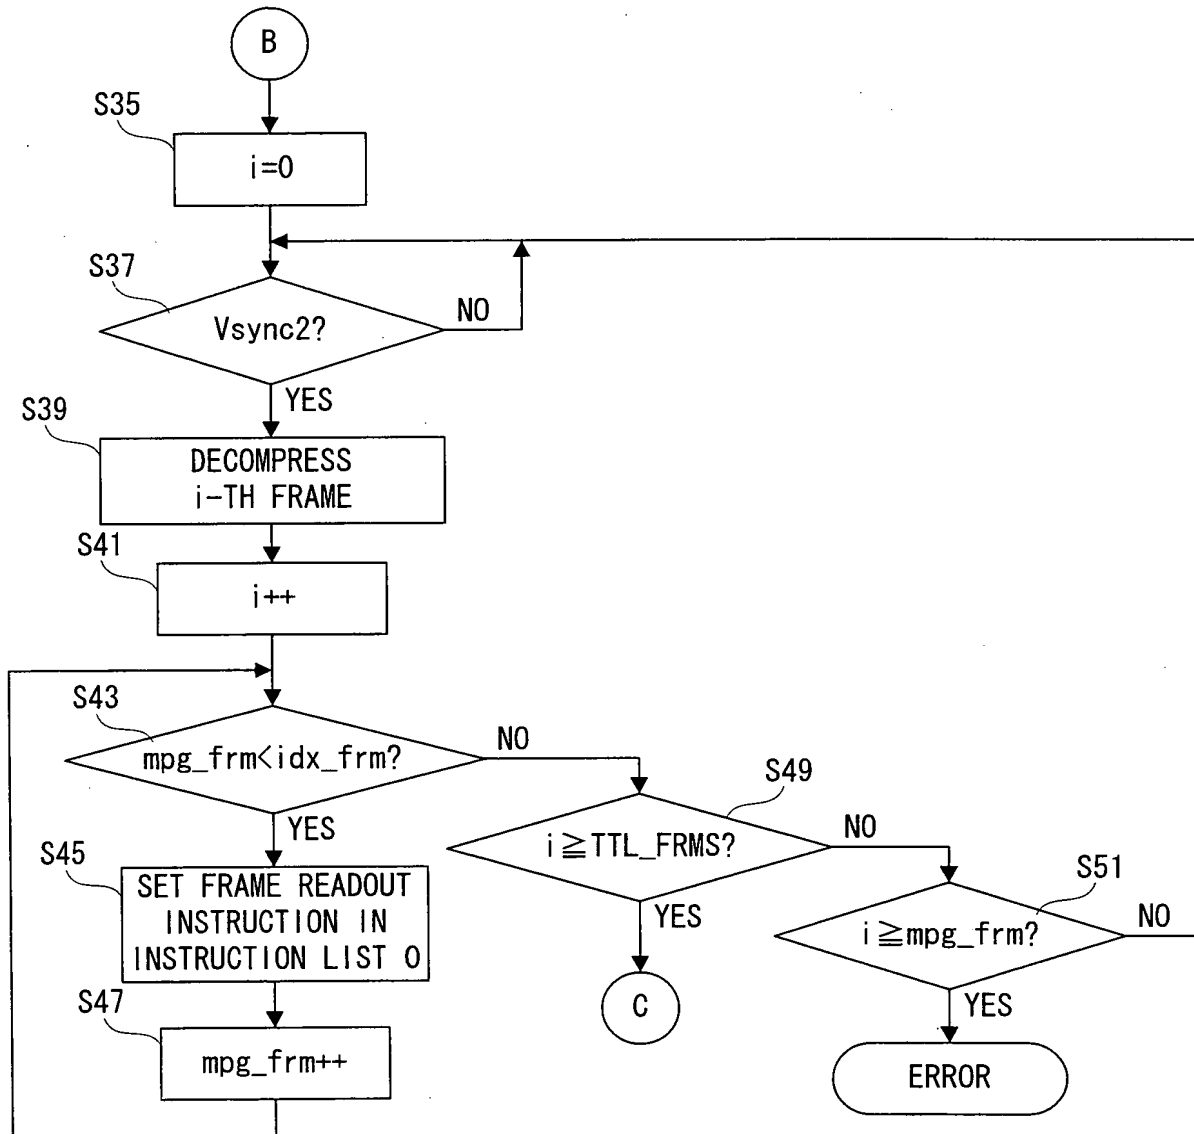 B
S35
i=0
S37
Vsync2?
NO
YES
S39
DECOMPRESS
i-TH FRAME
S41
i++
S43
mpg_frm<idx_frm?
NO
YES
S49
i≧TTL_FRMS?
NO
YES
S45
SET FRAME READOUT
INSTRUCTION IN
INSTRUCTION LIST 0
S51
i≧mpg_frm?
NO
YES
C
S47
mpg_frm++
ERROR